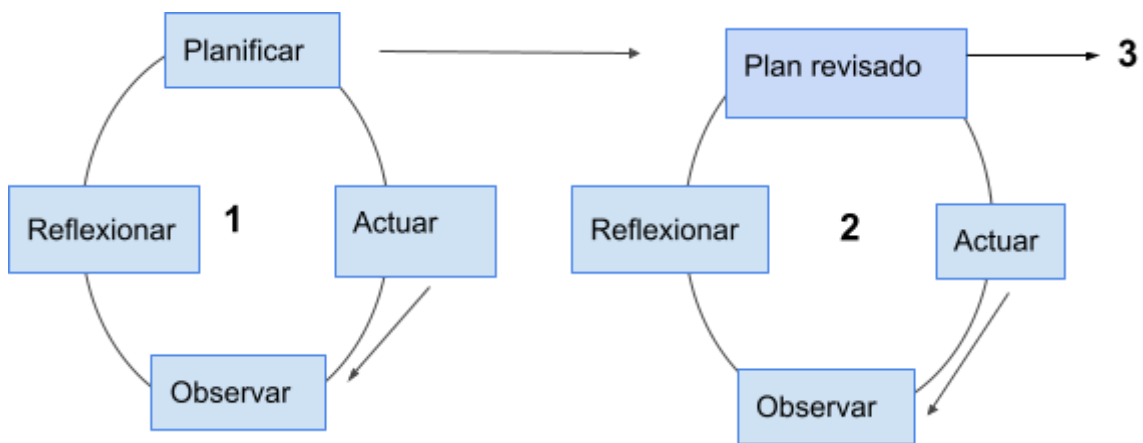 Planificar
Reflexionar
1
Actuar
Observar
Plan revisado
3
Reflexionar
2
Actuar
Observar